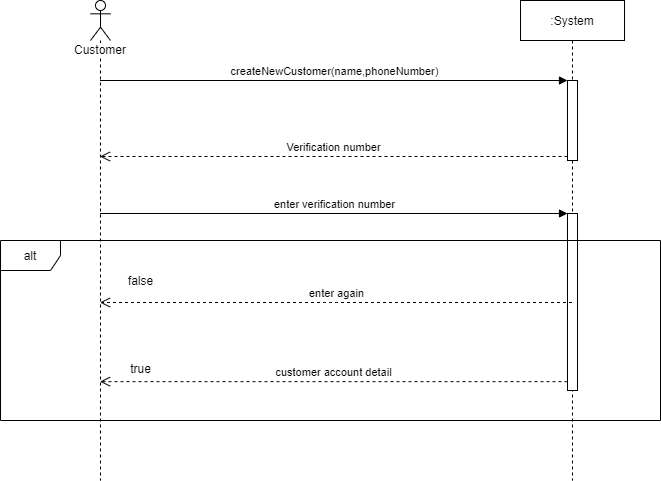 :System
Customer
createNewCustomer(name,phoneNumber)
Verification number
enter verification number
alt
false
enter again
true
customer account detail